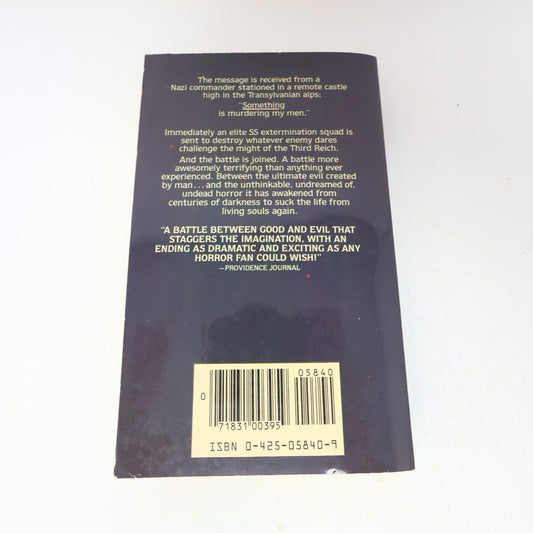 The message is received from a
Nazi commander stationed in a remote castle
high in the Transylvanian alps:
"Something
is murdering my men."
Immediately an elite SS extermination squad is
sent to destroy whatever enemy dares
challenge the might of the Third Reich.
And the battle is joined. A battle more
awesomely terrifying than anything ever
experienced. Between the ultimate evil created
by man...and the unthinkable, undreamed of,
undead horror it has awakened from
centuries of darkness to suck the life from
living souls again.
"A BATTLE BETWEEN GOOD AND EVIL THAT
STAGGERS THE IMAGINATION, WITH AN
ENDING AS DRAMATIC AND EXCITING AS ANY
HORROR FAN COULD WISH!"
—PROVIDENCE JOURNAL
05840
0
71831 00395
ISBN 0-425-05840-9